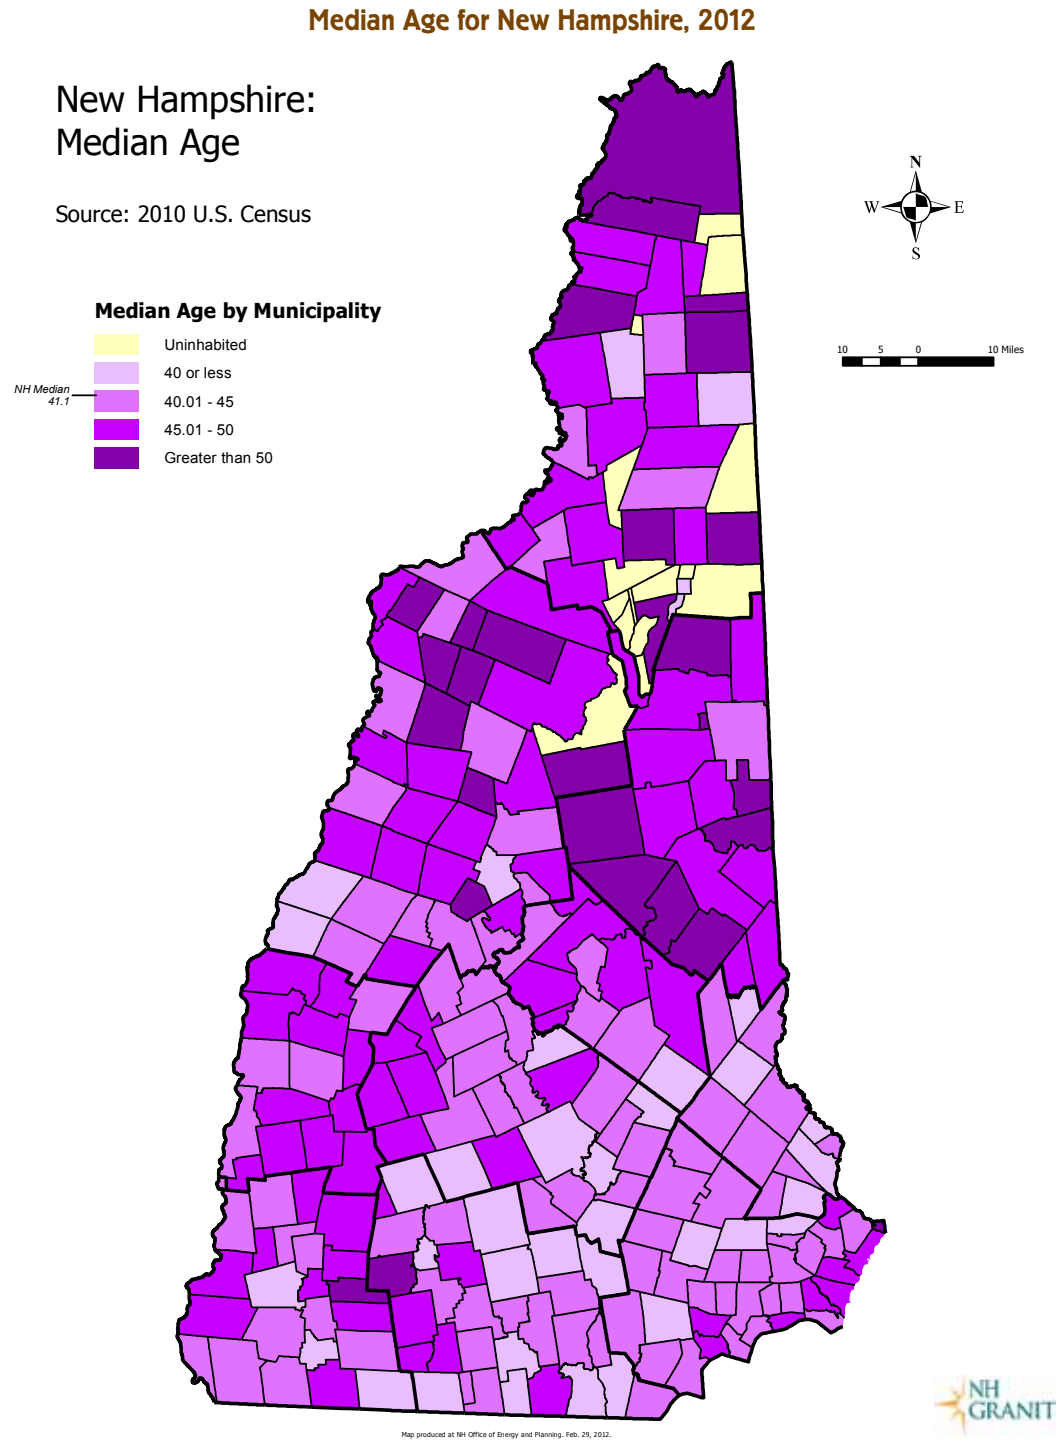 Median Age for New Hampshire, 2012
New Hampshire:
Median Age
Source: 2010 U.S. Census
N
W
E
S
Median Age by Municipality
Uninhabited
40 or less
NH Median
41.1
40.01 - 45
45.01 - 50
Greater than 50
10 5 0 10 Miles
NH
GRANIT
Map produced at NH Office of Energy and Planning. Feb. 29, 2012.